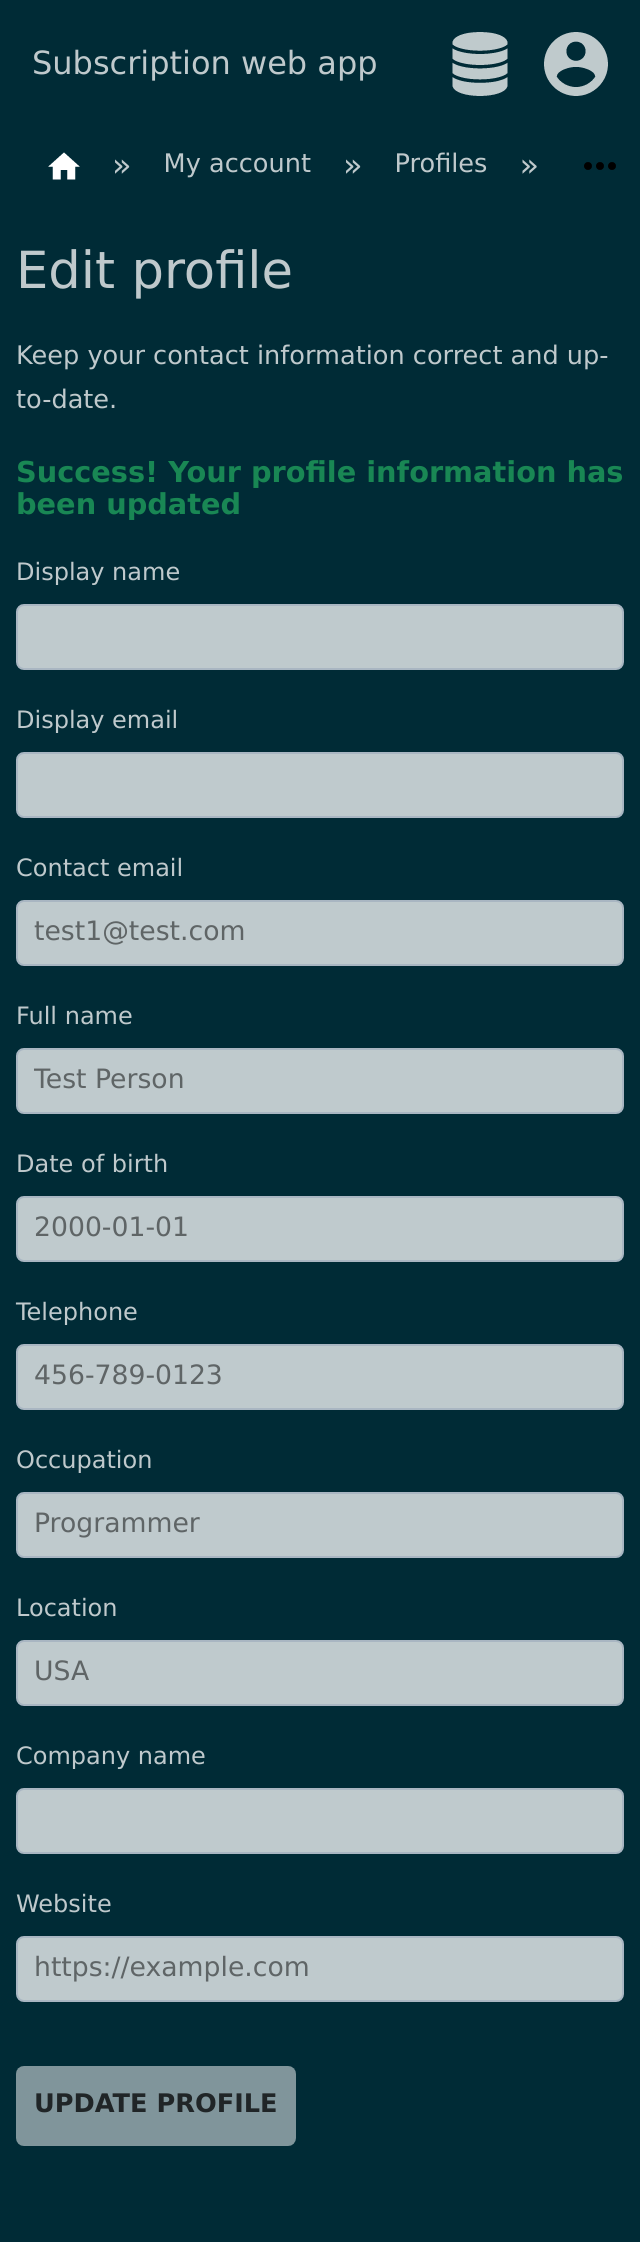 Subscription web app
» My account » Profiles » •••
Edit profile
Keep your contact information correct and up-
to-date.
Success! Your profile information has
been updated
Display name
Display email
Contact email
test1@test.com
Full name
Test Person
Date of birth
2000-01-01
Telephone
456-789-0123
Occupation
Programmer
Location
USA
Company name
Website
https://example.com
UPDATE PROFILE